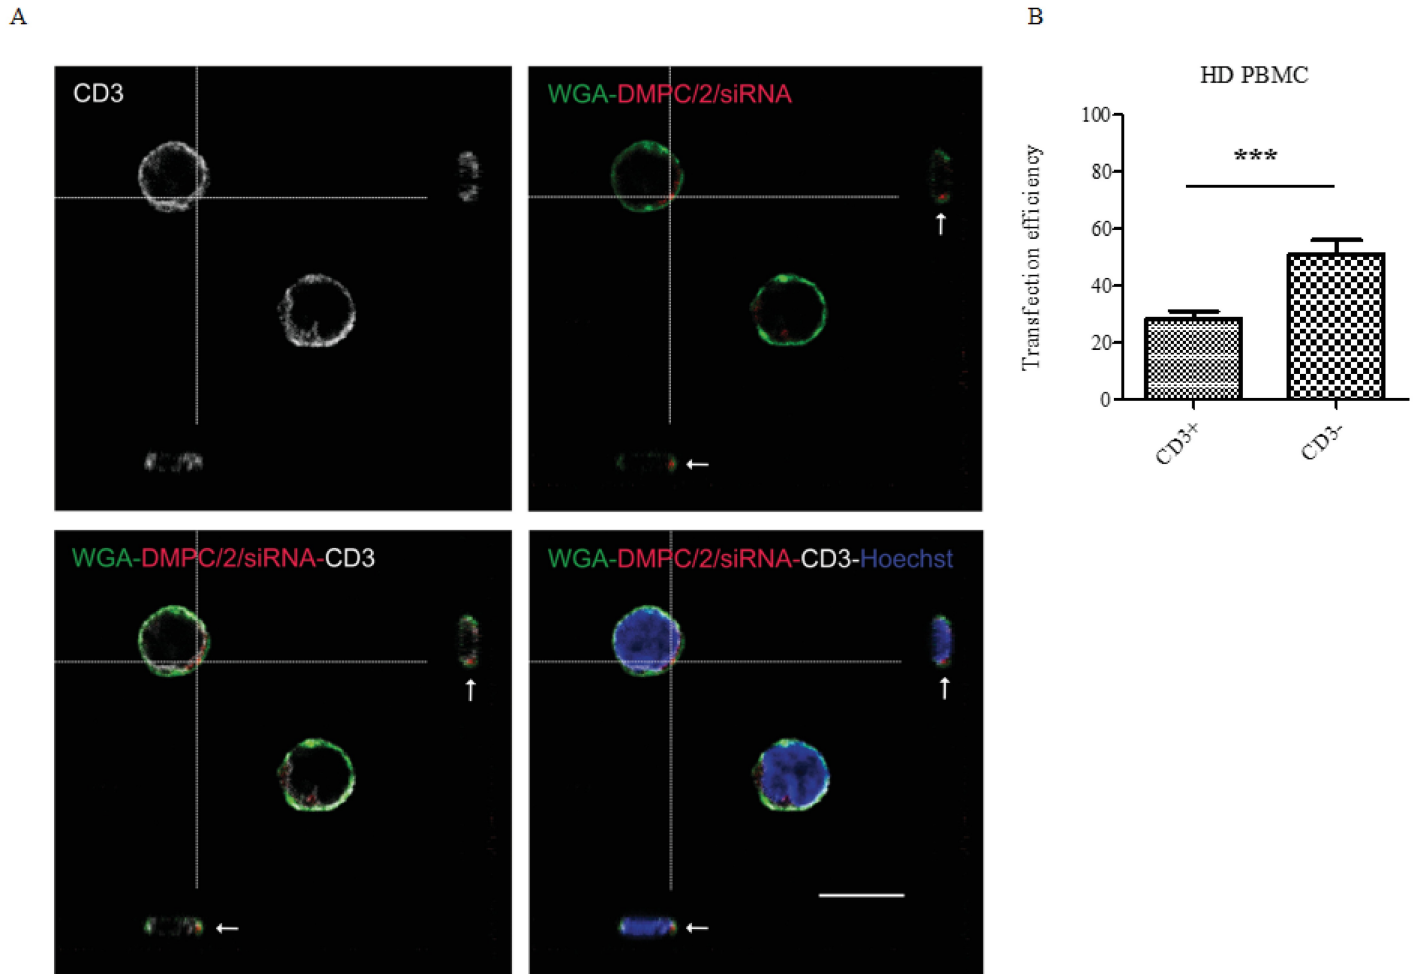 A
B
CD3
WGA-DMPC/2/siRNA
WGA-DMPC/2/siRNA-CD3
WGA-DMPC/2/siRNA-CD3-Hoechst
HD PBMC
Transfection efficiency
100
80
60
40
20
0
***
CD3+
CD3-